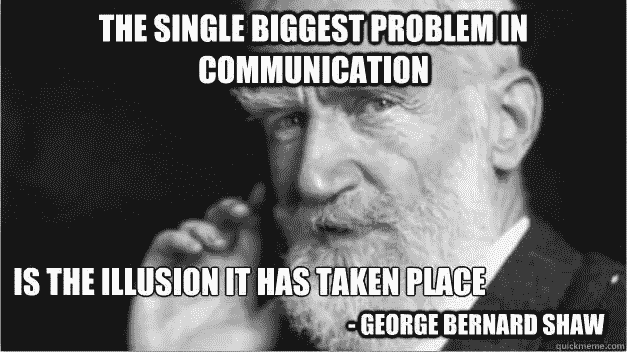 THE SINGLE BIGGEST PROBLEM IN
COMMUNICATION
IS THE ILLUSION IT HAS TAKEN PLACE
- GEORGE BERNARD SHAW
quickmeme.com